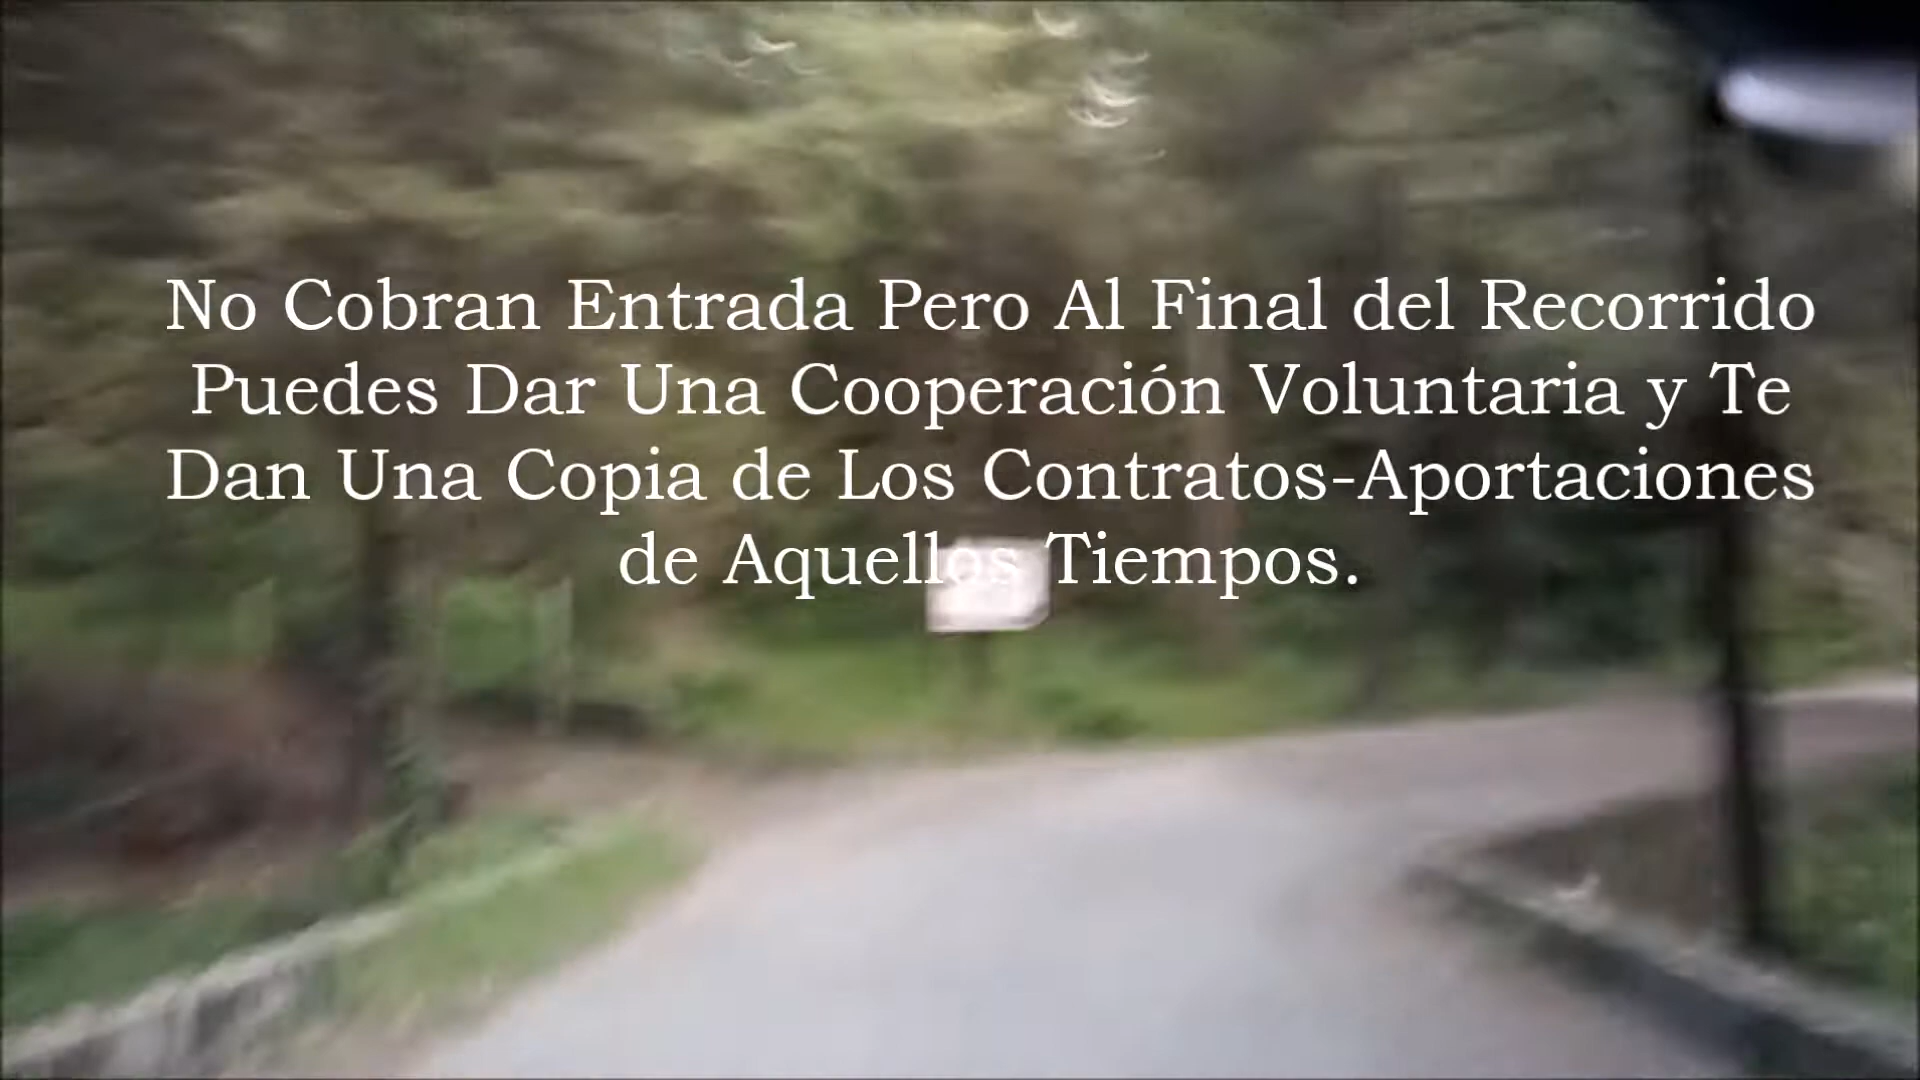 No Cobran Entrada Pero Al Final del Recorrido
Puedes Dar Una Cooperación Voluntaria y Te
Dan Una Copia de Los Contratos-Aportaciones
de Aquellos Tiempos.